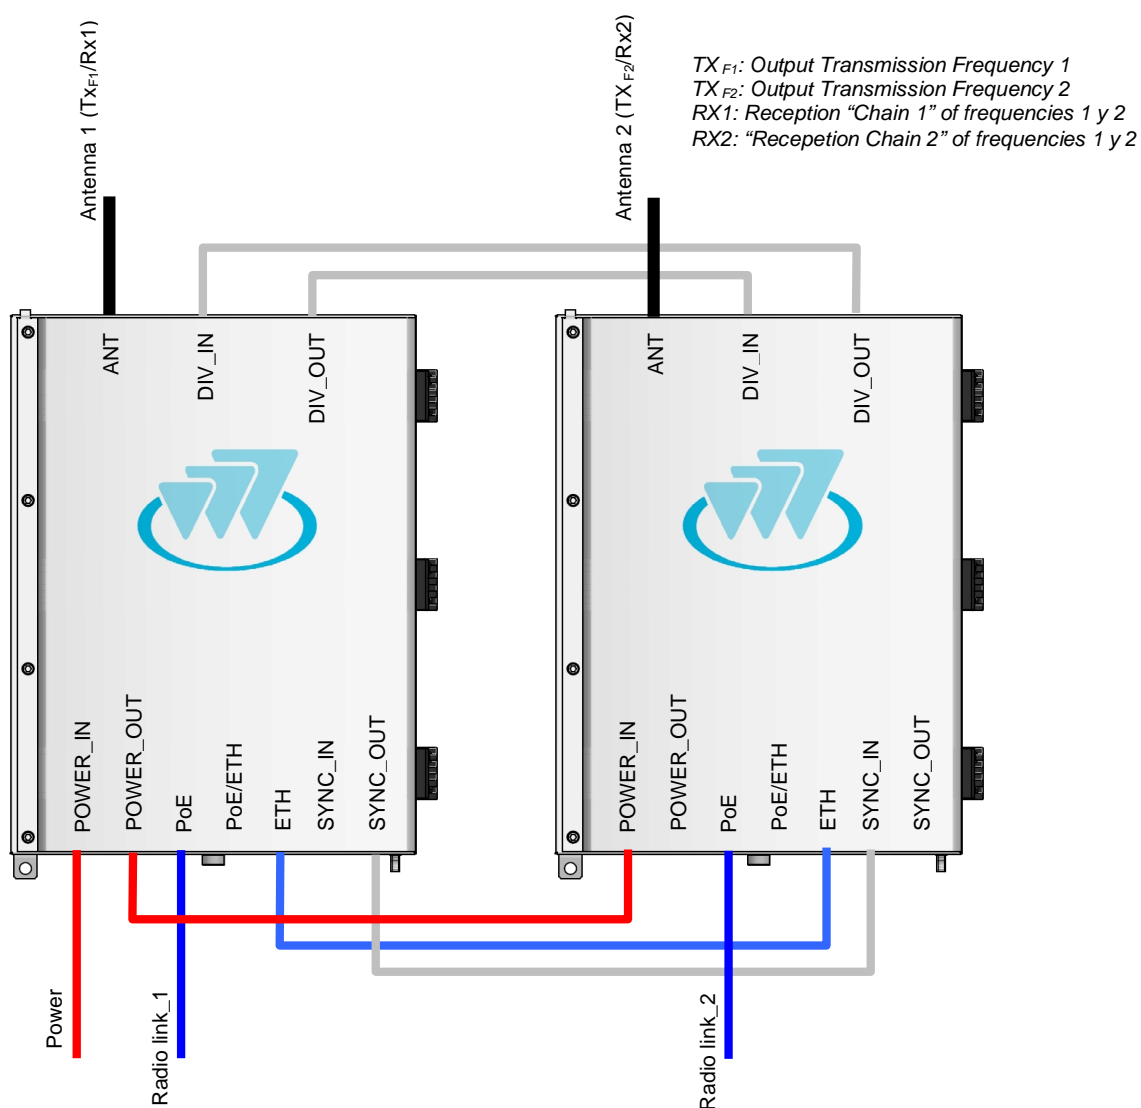 Antenna 1 (TxF1/Rx1)
Antenna 2 (TX F2/Rx2)
TX F1: Output Transmission Frequency 1
TX F2: Output Transmission Frequency 2
RX1: Reception “Chain 1” of frequencies 1 y 2
RX2: “Recepetion Chain 2” of frequencies 1 y 2
ANT
DIV_IN
DIV_OUT
ANT
DIV_IN
DIV_OUT
POWER_IN
POWER_OUT
PoE
PoE/ETH
ETH
SYNC_IN
SYNC_OUT
POWER_IN
POWER_OUT
PoE
PoE/ETH
ETH
SYNC_IN
SYNC_OUT
Power
Radio link_1
Radio link_2